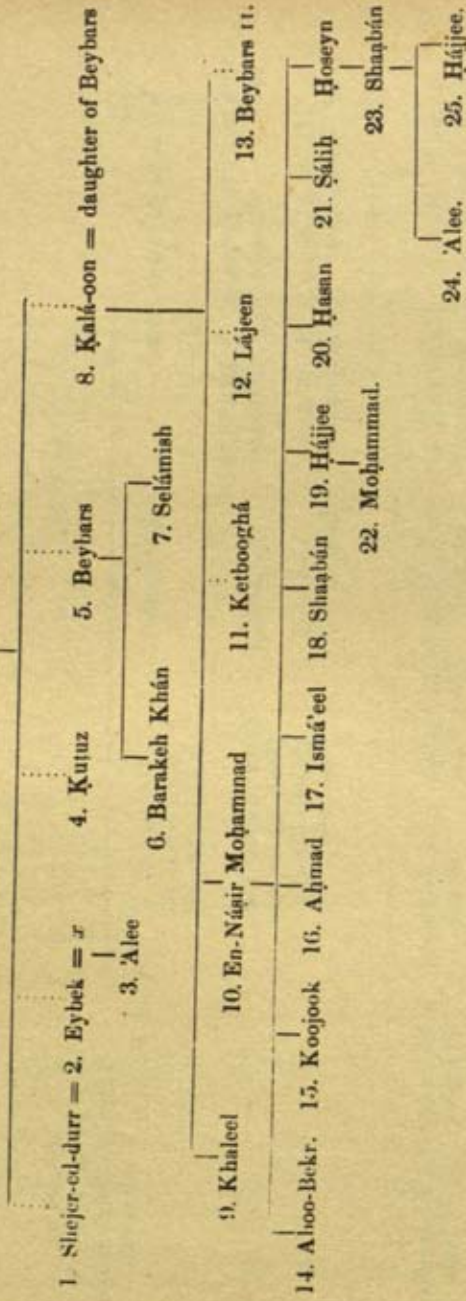 1. Shejer-ed-durr = 2. Eybek = x 4. Ḳuṭuz 5. Beybars 8. Ḳalá-oon = daughter of Beybars
3. 'Alee
6. Barakeh Khán 7. Selámish
9. Khaleel 10. En-Náṣir Moḥammad 11. Ketbooghá 12. Lájeen 13. Beybars II.
14. Aboo-Bekr. 15. Koojook 16. Aḥmad 17. Ismá'eel 18. Shaạbán 19. Ḥájjee 20. Ḥasan 21. Ṣáliḥ Ḥoseyn
22. Moḥammad. 23. Shaạbán
24. 'Alee. 25. Ḥájjee.